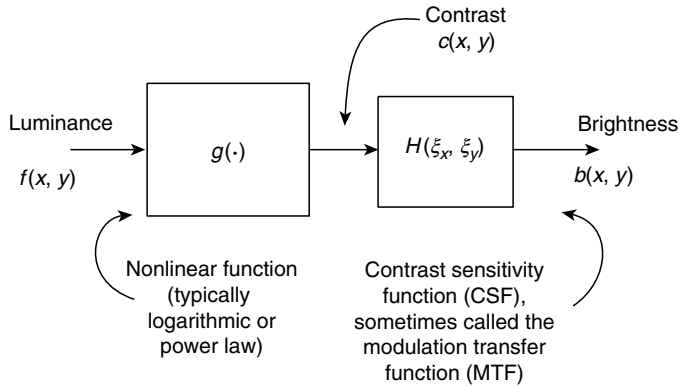 Contrast
c(x, y)
Luminance
f(x, y)
g(·)
H(ξx, ξy)
Brightness
b(x, y)
Nonlinear function
(typically
logarithmic or
power law)
Contrast sensitivity
function (CSF),
sometimes called the
modulation transfer
function (MTF)